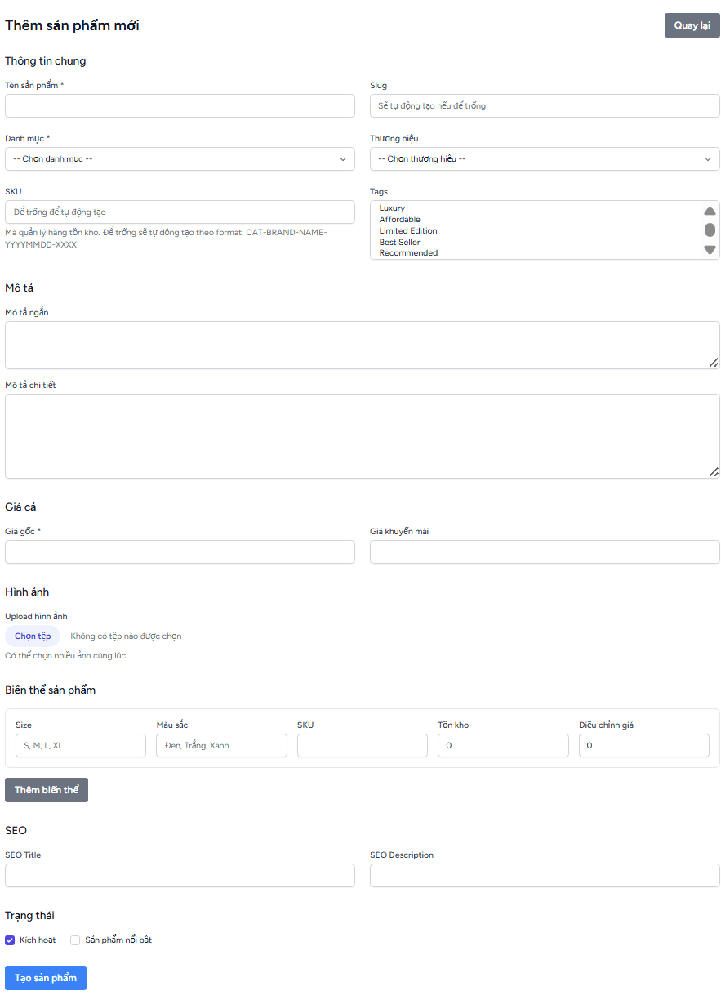 Thêm sản phẩm mới
Quay lại
Thông tin chung
Tên sản phẩm *
Slug
Sẽ tự động tạo nếu để trống
Danh mục *
Thương hiệu
-- Chọn danh mục --
-- Chọn thương hiệu --
SKU
Tags
Để trống để tự động tạo
Luxury
Affordable
Limited Edition
Best Seller
Recommended
Mã quản lý hàng tồn kho. Để trống sẽ tự động tạo theo format: CAT-BRAND-NAME-
YYYYMMDD-XXXX
Mô tả
Mô tả ngắn
Mô tả chi tiết
Giá cả
Giá gốc *
Giá khuyến mãi
Hình ảnh
Upload hình ảnh
Chọn tệp
Không có tệp nào được chọn
Có thể chọn nhiều ảnh cùng lúc
Biến thể sản phẩm
Size
Màu sắc
SKU
Tồn kho
Điều chỉnh giá
S, M, L, XL
Đen, Trắng, Xanh
0
0
Thêm biến thể
SEO
SEO Title
SEO Description
Trạng thái
Kích hoạt
Sản phẩm nổi bật
Tạo sản phẩm